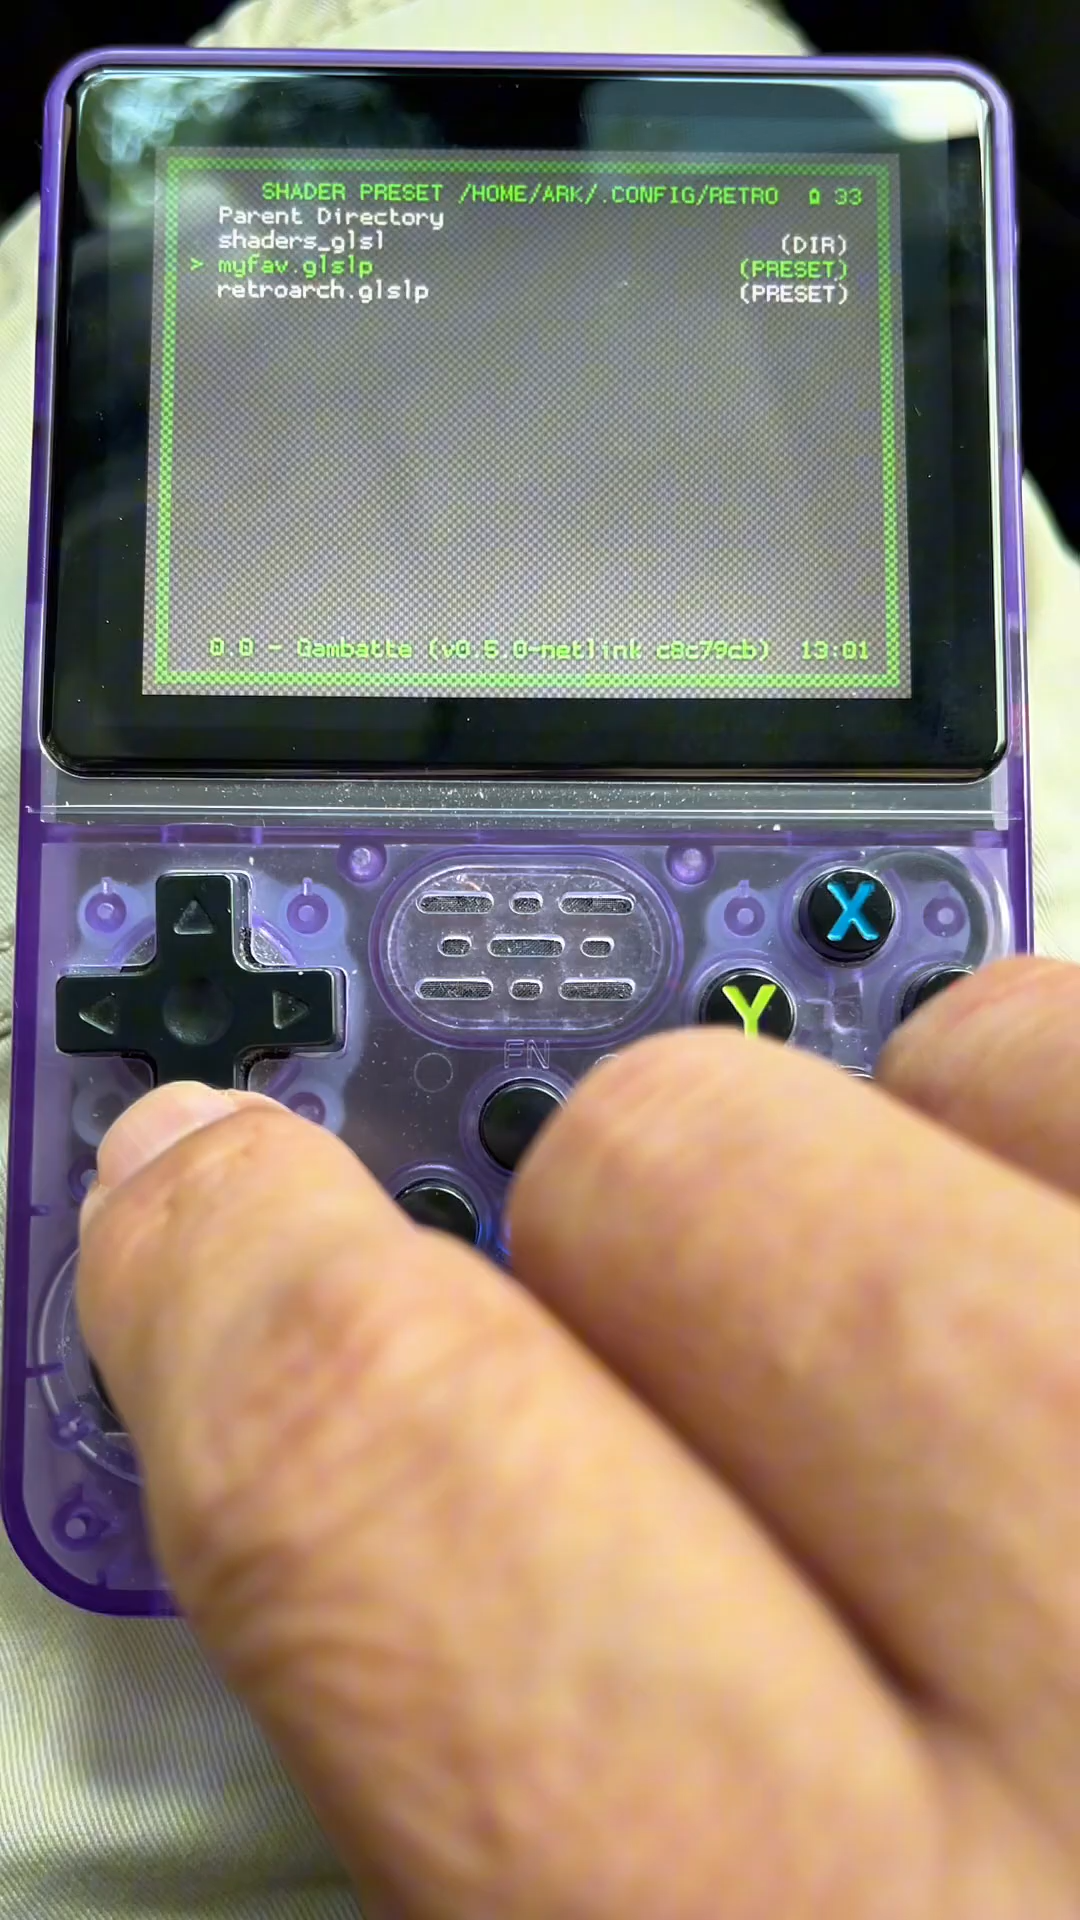 SHADER PRESET /HOME/ARK/.CONFIG/RETRO 33
Parent Directory
shaders_glsl (DIR)
> myfav.glslp (PRESET)
retroarch.glslp (PRESET)
0.0 - Gambatte (v0.5.0-netlink c8c79cb) 13:01
X
Y
FN